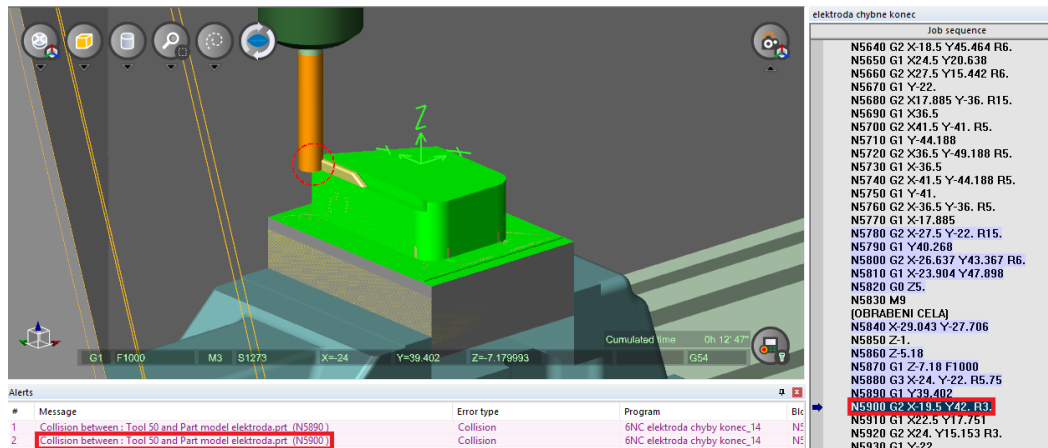 elektroda chybne konec
Job sequence
N5640 G2 X-18.5 Y45.464 R6.
N5650 G1 X24.5 Y20.638
N5660 G2 X27.5 Y15.442 R6.
N5670 G1 Y-22.
N5680 G2 X17.885 Y-36. R15.
N5690 G1 X36.5
N5700 G2 X41.5 Y-41. R5.
N5710 G1 Y-44.188
N5720 G2 X36.5 Y-49.188 R5.
N5730 G1 X-36.5
N5740 G2 X-41.5 Y-44.188 R5.
N5750 G1 Y-41.
N5760 G2 X-36.5 Y-36. R5.
N5770 G1 X-17.885
N5780 G2 X-27.5 Y-22. R15.
N5790 G1 Y40.268
N5800 G2 X-26.637 Y43.367 R6.
N5810 G1 X-23.904 Y47.898
N5820 G0 Z5.
N5830 M9
(OBRABENI CELA)
N5840 X-29.043 Y-27.706
N5850 Z-1.
N5860 Z-5.18
N5870 G1 Z-7.18 F1000
N5880 G3 X-24. Y-22. R5.75
N5890 G1 Y39.402
N5900 G2 X-19.5 Y42. R3.
N5910 G1 X22.5 Y17.751
N5920 G2 X24. Y15.153 R3.
N5930 G1 Y-22
Z
Cumulated time 0h 12' 47"
G1 F1000 M3 S1273 X=-24 Y=39.402 Z=-7.179993 G54
Alerts
# Message Error type Program Blo
1 Collision between : Tool 50 and Part model elektroda.prt (N5890 ) Collision 6NC elektroda chyby konec_14 N5
2 Collision between : Tool 50 and Part model elektroda.prt (N5900 ) Collision 6NC elektroda chyby konec_14 N5